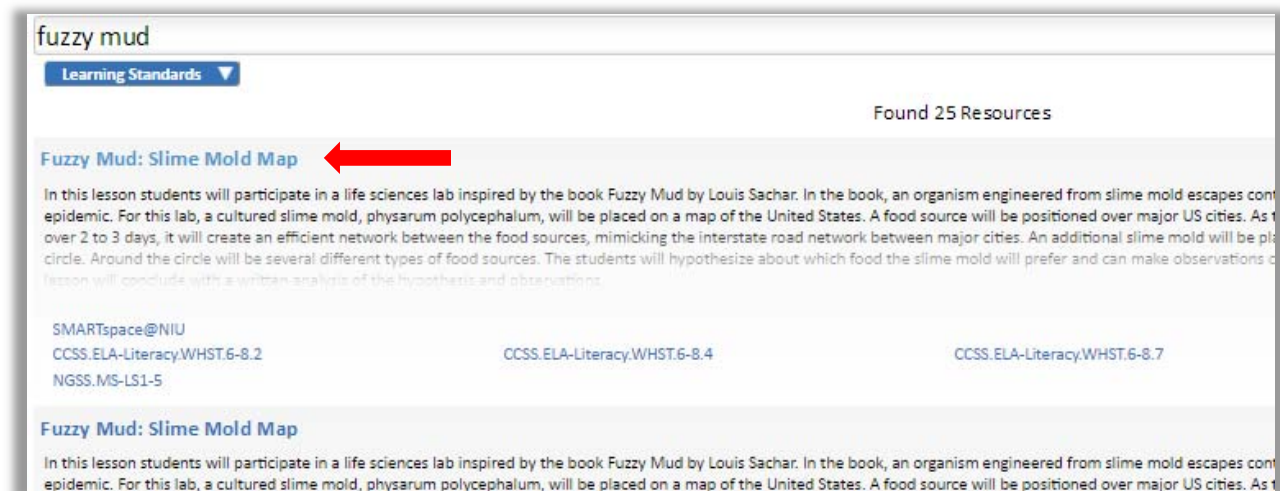 fuzzy mud
Learning Standards
Found 25 Resources
Fuzzy Mud: Slime Mold Map
In this lesson students will participate in a life sciences lab inspired by the book Fuzzy Mud by Louis Sachar. In the book, an organism engineered from slime mold escapes
epidemic. For this lab, a cultured slime mold, physarum polycephalum, will be placed on a map of the United States. A food source will be positioned over major US cities. As
over 2 to 3 days, it will create an efficient network between the food sources, mimicking the interstate road network between major cities. An additional slime mold will be
circle. Around the circle will be several different types of food sources. The students will hypothesize about which food the slime mold will prefer and can make observations
lesson will conclude with a written analysis of the hypothesis and observations.
SMARTspace@NIU
CCSS.ELA-Literacy.WHST.6-8.2 CCSS.ELA-Literacy.WHST.6-8.4 CCSS.ELA-Literacy.WHST.6-8.7
NGSS.MS-LS1-5
Fuzzy Mud: Slime Mold Map
In this lesson students will participate in a life sciences lab inspired by the book Fuzzy Mud by Louis Sachar. In the book, an organism engineered from slime mold escapes
epidemic. For this lab, a cultured slime mold, physarum polycephalum, will be placed on a map of the United States. A food source will be positioned over major US cities. As